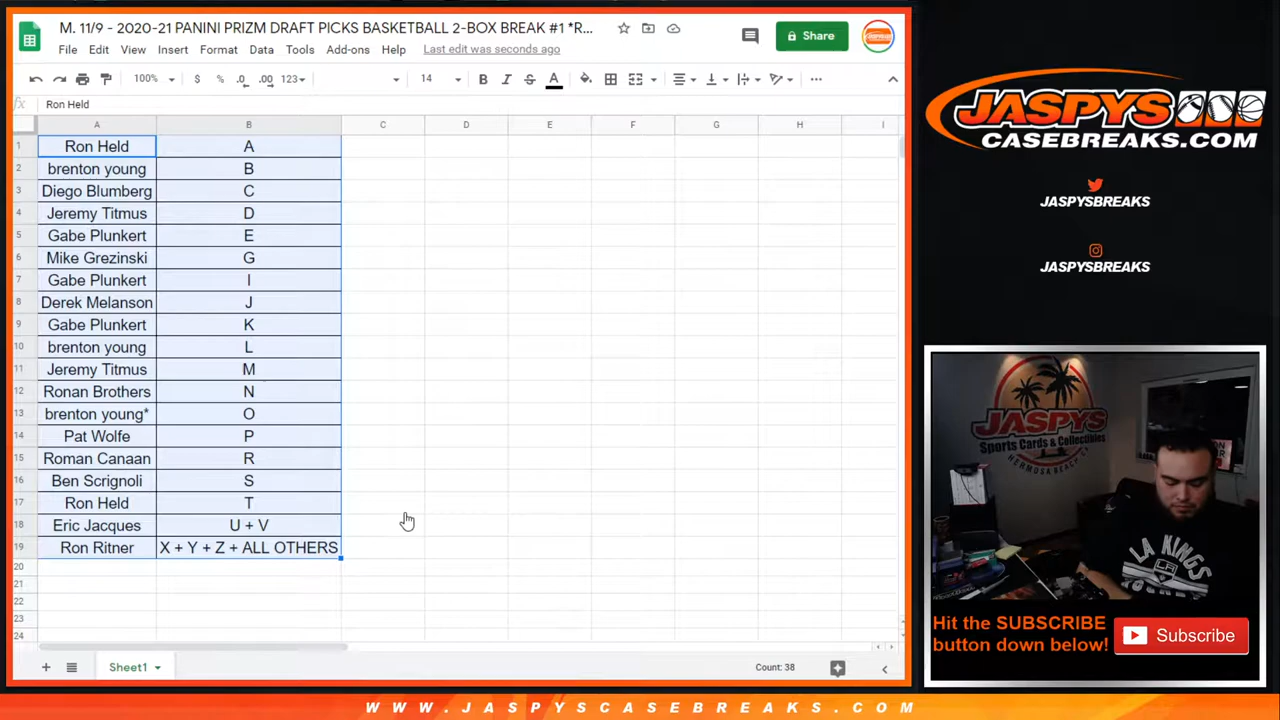 M. 11/9 - 2020-21 PANINI PRIZM DRAFT PICKS BASKETBALL 2-BOX BREAK #1 *R...
Share
File Edit View Insert Format Data Tools Add-ons Help Last edit was seconds ago
100% $ % .0 .00 123 14 B I S A
fx Ron Held
A B C D E F G H I
1 Ron Held A
2 brenton young B
3 Diego Blumberg C
4 Jeremy Titmus D
5 Gabe Plunkert E
6 Mike Grezinski G
7 Gabe Plunkert I
8 Derek Melanson J
9 Gabe Plunkert K
10 brenton young L
11 Jeremy Titmus M
12 Ronan Brothers N
13 brenton young* O
14 Pat Wolfe P
15 Roman Canaan R
16 Ben Scrignoli S
17 Ron Held T
18 Eric Jacques U + V
19 Ron Ritner X + Y + Z + ALL OTHERS
20
21
22
23
24
Sheet1
Count: 38
JASPYS
CASEBREAKS.COM
JASPYSBREAKS
JASPYSBREAKS
JASPYS
Sports Cards & Collectibles
HERMOSA BEACH CA
LA KINGS
LA
Hit the SUBSCRIBE
button down below!
Subscribe
WWW.JASPYSCASEBREAKS.COM